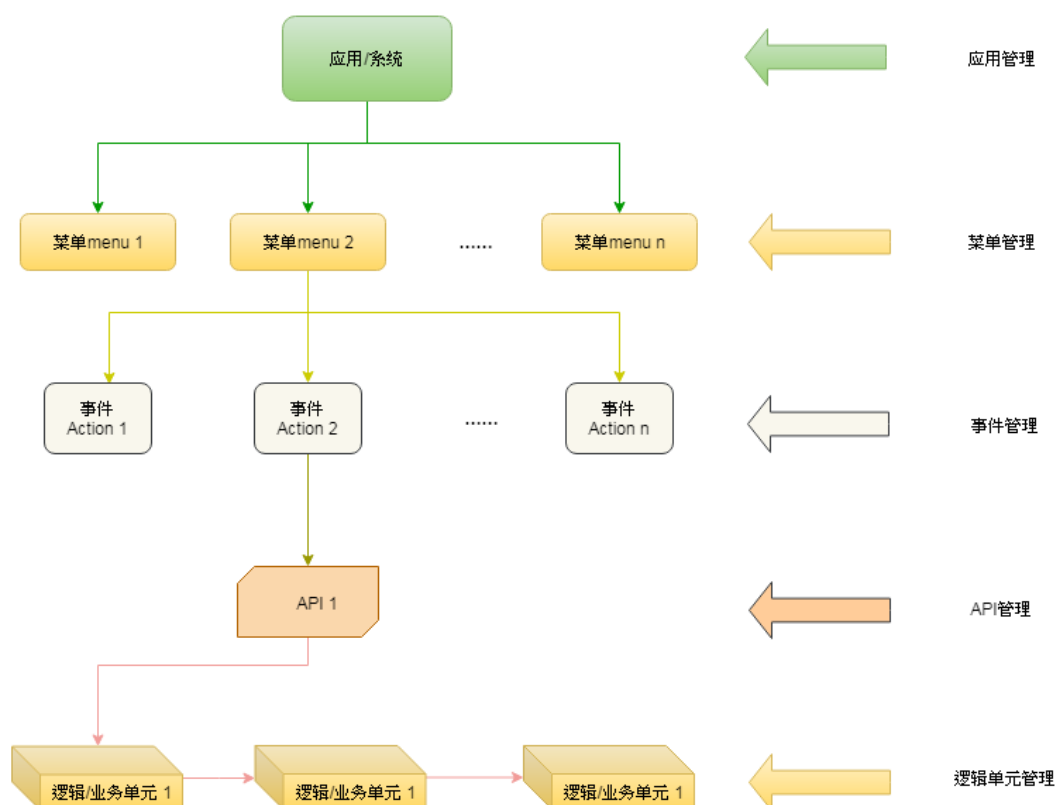 应用/系统
应用管理
菜单menu 1
菜单menu 2
......
菜单menu n
菜单管理
事件
Action 1
事件
Action 2
......
事件
Action n
事件管理
API 1
API管理
逻辑/业务单元 1
逻辑/业务单元 1
逻辑/业务单元 1
逻辑单元管理